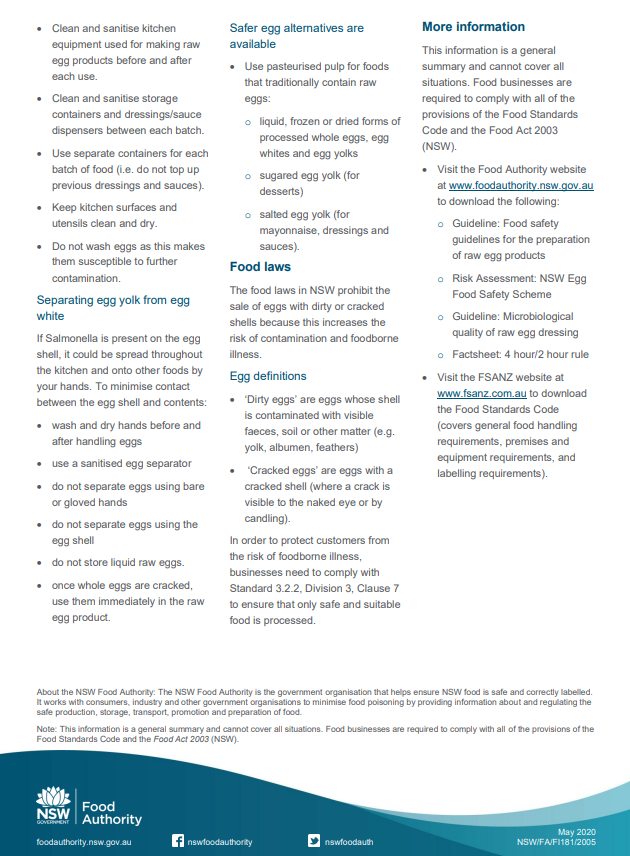 • Clean and sanitise kitchen
equipment used for making raw
egg products before and after
each use.
• Clean and sanitise storage
containers and dressings/sauce
dispensers between each batch.
• Use separate containers for each
batch of food (i.e. do not top up
previous dressings and sauces).
• Keep kitchen surfaces and
utensils clean and dry.
• Do not wash eggs as this makes
them susceptible to further
contamination.
Separating egg yolk from egg
white
If Salmonella is present on the egg
shell, it could be spread throughout
the kitchen and onto other foods by
your hands. To minimise contact
between the egg shell and contents:
• wash and dry hands before and
after handling eggs
• use a sanitised egg separator
• do not separate eggs using bare
or gloved hands
• do not separate eggs using the
egg shell
• do not store liquid raw eggs.
• once whole eggs are cracked,
use them immediately in the raw
egg product.
Safer egg alternatives are
available
• Use pasteurised pulp for foods
that traditionally contain raw
eggs:
o liquid, frozen or dried forms of
processed whole eggs, egg
whites and egg yolks
o sugared egg yolk (for
desserts)
o salted egg yolk (for
mayonnaise, dressings and
sauces).
Food laws
The food laws in NSW prohibit the
sale of eggs with dirty or cracked
shells because this increases the
risk of contamination and foodborne
illness.
Egg definitions
• ‘Dirty eggs’ are eggs whose shell
is contaminated with visible
faeces, soil or other matter (e.g.
yolk, albumen, feathers)
• ‘Cracked eggs’ are eggs with a
cracked shell (where a crack is
visible to the naked eye or by
candling).
In order to protect customers from
the risk of foodborne illness,
businesses need to comply with
Standard 3.2.2, Division 3, Clause 7
to ensure that only safe and suitable
food is processed.
More information
This information is a general
summary and cannot cover all
situations. Food businesses are
required to comply with all of the
provisions of the Food Standards
Code and the Food Act 2003
(NSW).
• Visit the Food Authority website
at www.foodauthority.nsw.gov.au
to download the following:
o Guideline: Food safety
guidelines for the preparation
of raw egg products
o Risk Assessment: NSW Egg
Food Safety Scheme
o Guideline: Microbiological
quality of raw egg dressing
o Factsheet: 4 hour/2 hour rule
• Visit the FSANZ website at
www.fsanz.com.au to download
the Food Standards Code
(covers general food handling
requirements, premises and
equipment requirements, and
labelling requirements).
About the NSW Food Authority: The NSW Food Authority is the government organisation that helps ensure NSW food is safe and correctly labelled.
It works with consumers, industry and other government organisations to minimise food poisoning by providing information about and regulating the
safe production, storage, transport, promotion and preparation of food.
Note: This information is a general summary and cannot cover all situations. Food businesses are required to comply with all of the provisions of the
Food Standards Code and the Food Act 2003 (NSW).
NSW
GOVERNMENT
Food
Authority
foodauthority.nsw.gov.au
nswfoodauthority
nswfoodauth
May 2020
NSW/FA/FI181/2005